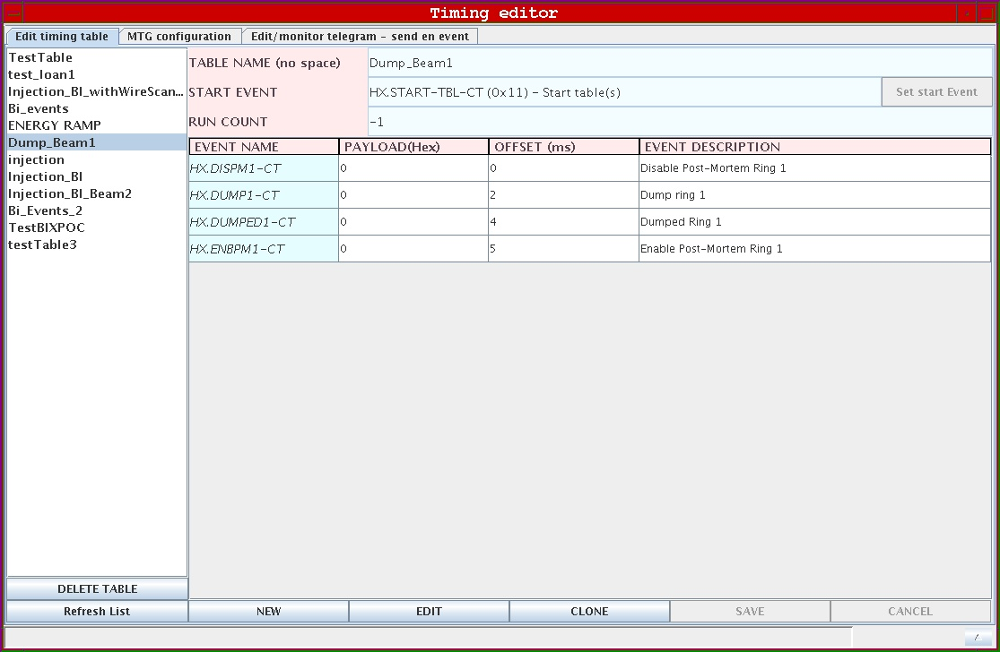 Timing editor
Edit timing table
MTG configuration
Edit/monitor telegram - send en event
TestTable
test_loan1
Injection_BI_withWireScan...
Bi_events
ENERGY RAMP
Dump_Beam1
injection
Injection_BI
Injection_BI_Beam2
Bi_Events_2
TestBIXPOC
testTable3
DELETE TABLE
Refresh List
TABLE NAME (no space) Dump_Beam1
START EVENT HX.START-TBL-CT (0x11) - Start table(s) Set start Event
RUN COUNT -1
EVENT NAME PAYLOAD(Hex) OFFSET (ms) EVENT DESCRIPTION
HX.DISPM1-CT 0 0 Disable Post-Mortem Ring 1
HX.DUMP1-CT 0 2 Dump ring 1
HX.DUMPED1-CT 0 4 Dumped Ring 1
HX.ENBPM1-CT 0 5 Enable Post-Mortem Ring 1
NEW EDIT CLONE SAVE CANCEL